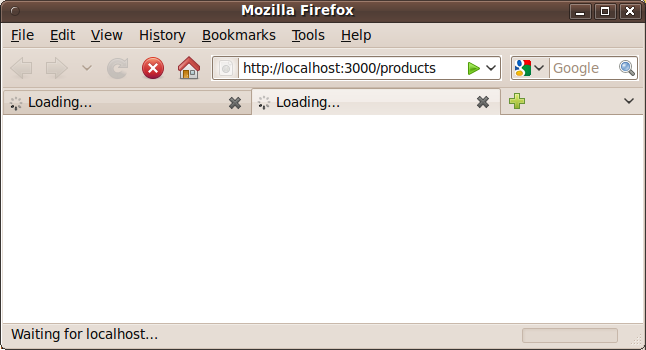 Mozilla Firefox
File Edit View History Bookmarks Tools Help
http://localhost:3000/products Google
Loading... Loading...
Waiting for localhost...